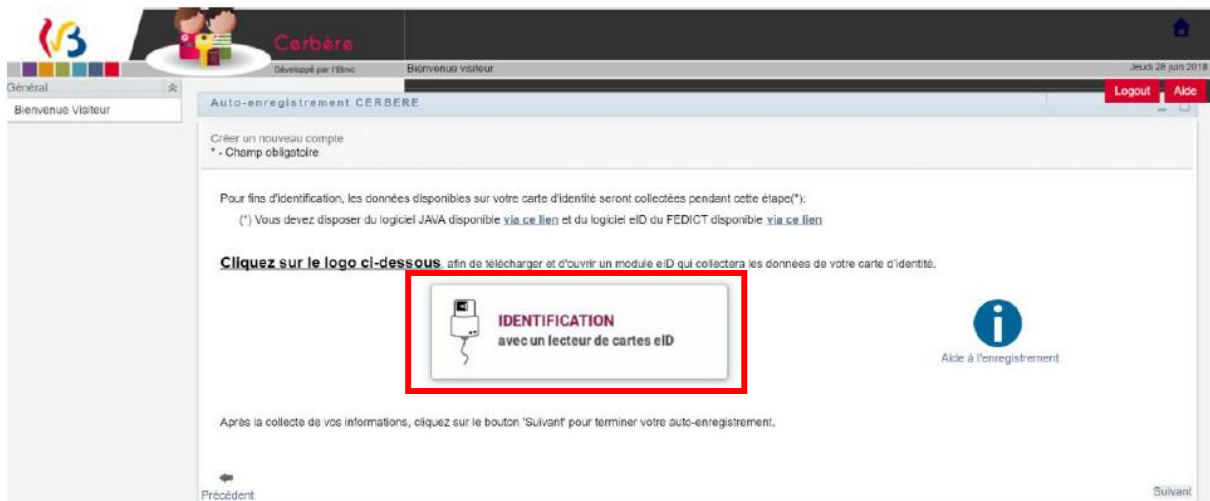 Cerbère
Développé par l'Etnic
Bienvenue visiteur
Jeudi 28 juin 2018
Général
Logout
Aide
Bienvenue Visiteur
Auto-enregistrement CERBERE
Créer un nouveau compte
* - Champ obligatoire
Pour fins d'identification, les données disponibles sur votre carte d'identité seront collectées pendant cette étape(*):
(*) Vous devez disposer du logiciel JAVA disponible via ce lien et du logiciel eID du FEDICT disponible via ce lien
Cliquez sur le logo ci-dessous, afin de télécharger et d'ouvrir un module eID qui collectera les données de votre carte d'identité.
IDENTIFICATION
avec un lecteur de cartes eID
Aide à l'enregistrement
Après la collecte de vos informations, cliquez sur le bouton 'Suivant' pour terminer votre auto-enregistrement.
Précédent
Suivant